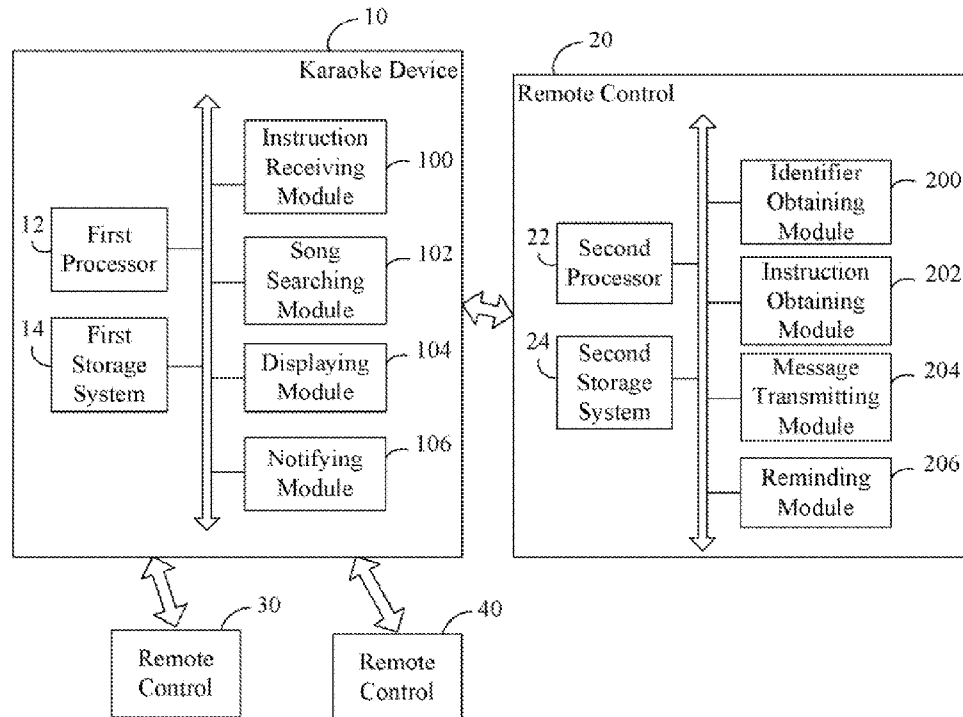 10
Karaoke Device
Instruction
Receiving
Module
100
12
First
Processor
Song
Searching
Module
102
14
First
Storage
System
Displaying
Module
104
Notifying
Module
106
20
Remote Control
Identifier
Obtaining
Module
200
22
Second
Processor
Instruction
Obtaining
Module
202
24
Second
Storage
System
Message
Transmitting
Module
204
Reminding
Module
206
30
Remote
Control
40
Remote
Control